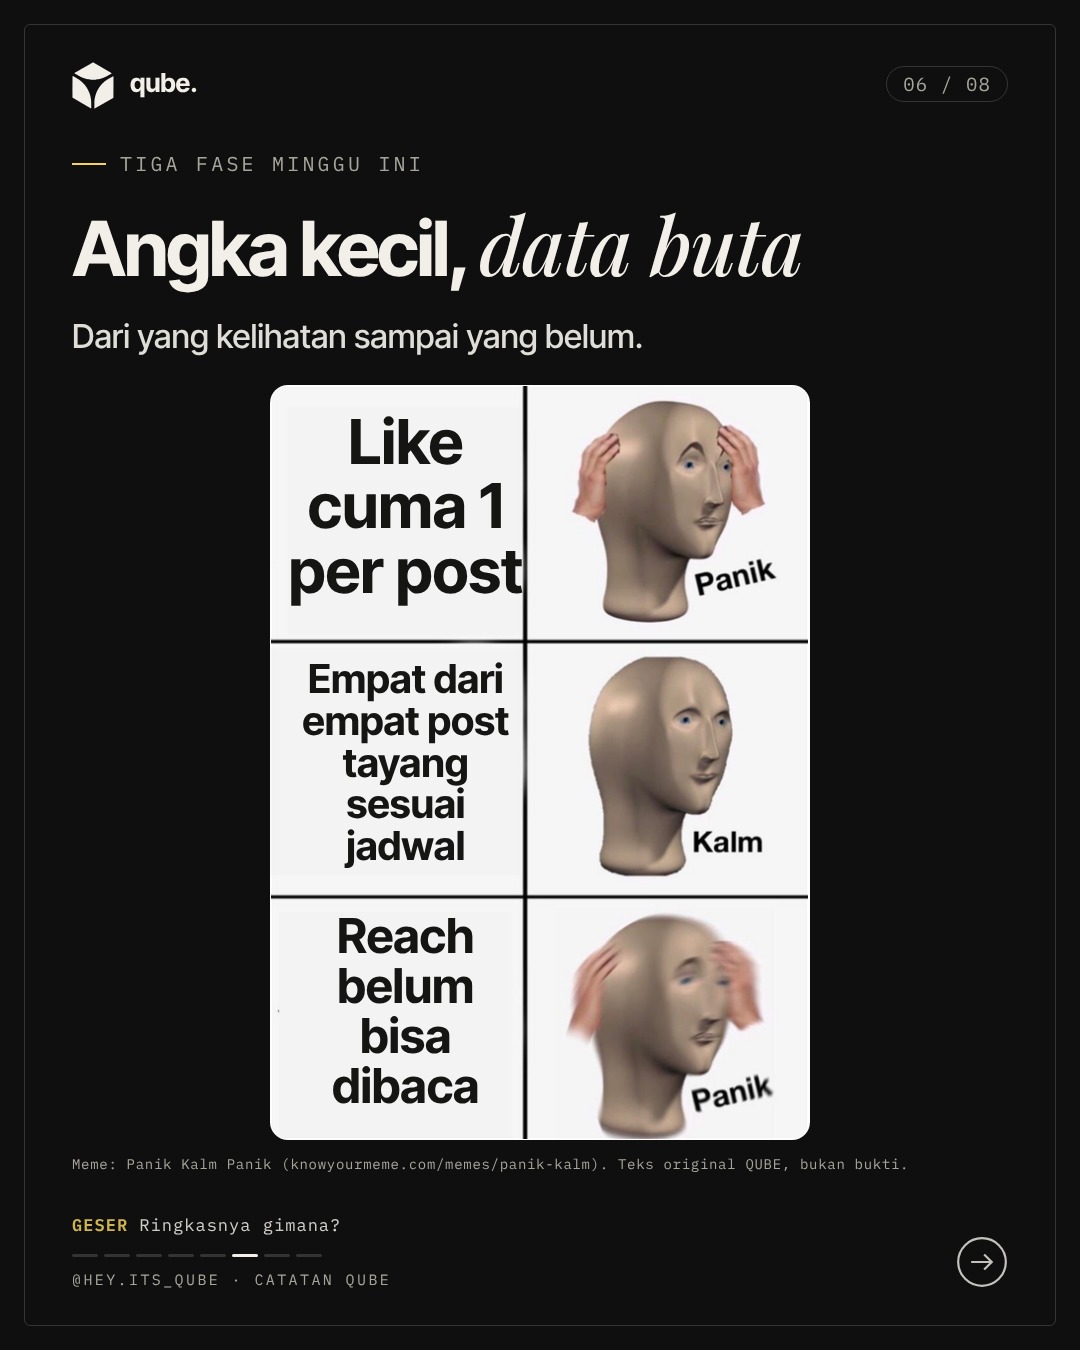 qube.
06 / 08
TIGA FASE MINGGU INI
Angka kecil, data buta
Dari yang kelihatan sampai yang belum.
Like
cuma 1
per post
Panik
Empat dari
empat post
tayang
sesuai
jadwal
Kalm
Reach
belum
bisa
dibaca
Panik
Meme: Panik Kalm Panik (knowyourmeme.com/memes/panik-kalm). Teks original QUBE, bukan bukti.
GESER Ringkasnya gimana?
@HEY.ITS_QUBE · CATATAN QUBE